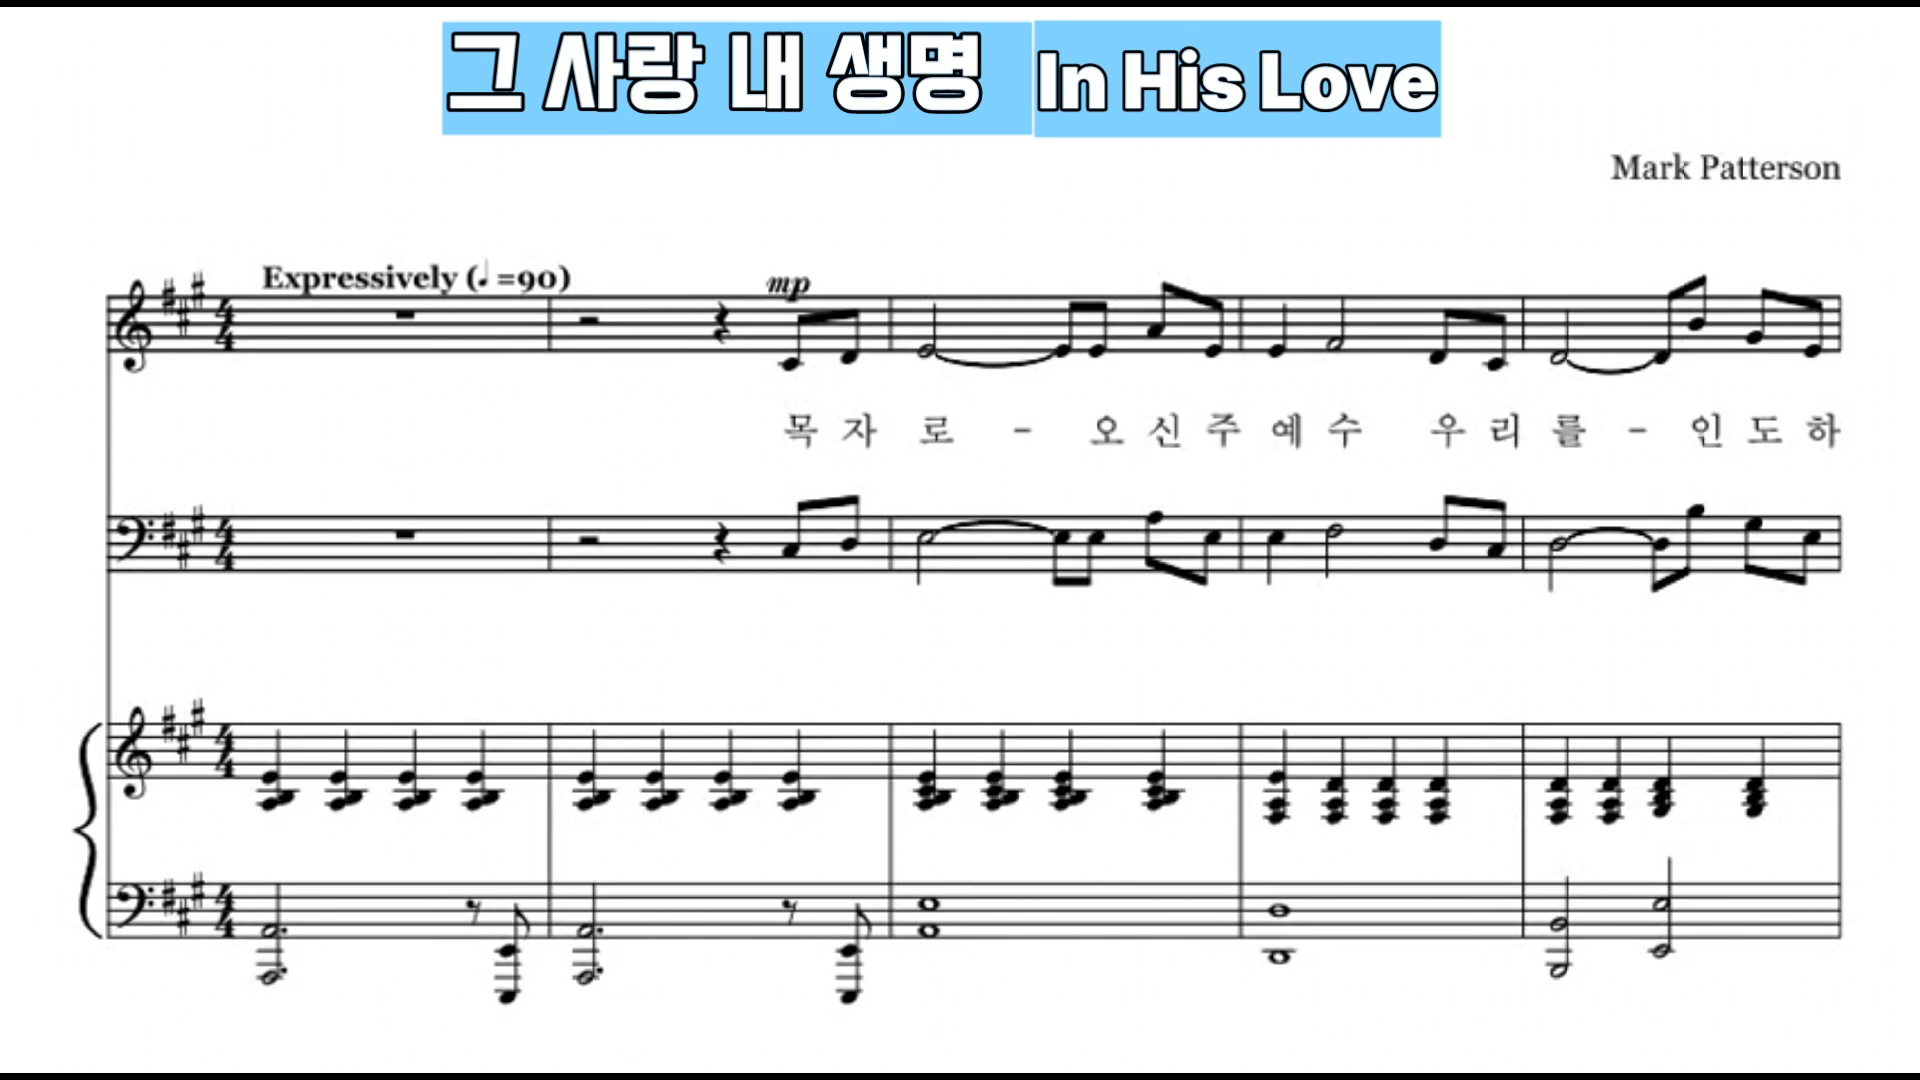 그 사랑 내 생명 In His Love
Mark Patterson
Expressively (♩=90)
mp
목 자 로 - 오 신 주 예 수 우 리 를 - 인 도 하